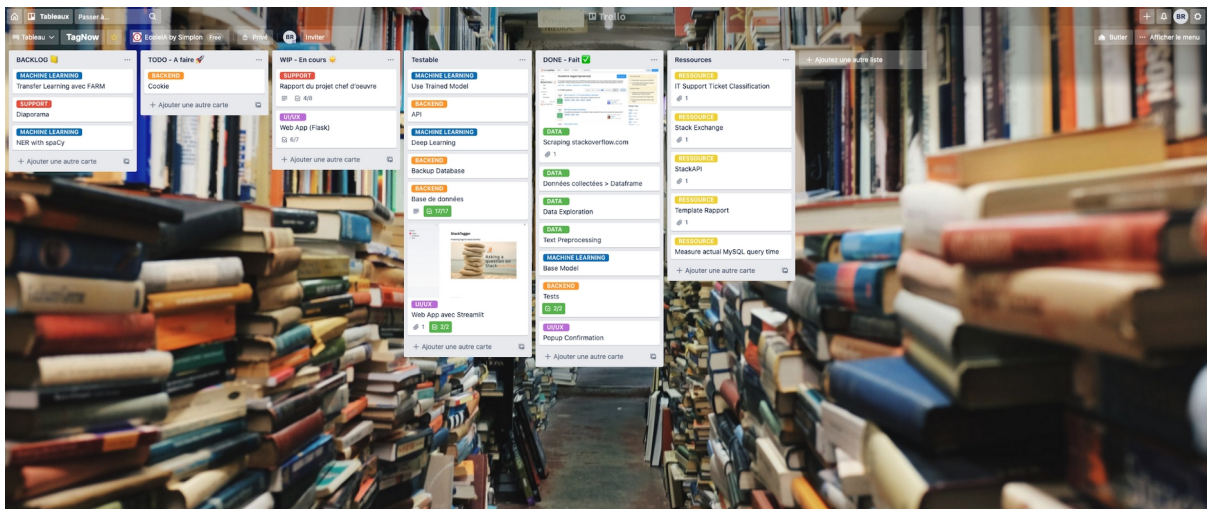 Tableaux Passer à...
Trello
BR
Tableau TagNow EcoleIA by Simplon Free Privé BR Inviter
Butler ... Afficher le menu
BACKLOG
MACHINE LEARNING
Transfer Learning avec FARM
SUPPORT
Diaporama
MACHINE LEARNING
NER with spaCy
+ Ajouter une autre carte
TODO - A faire
BACKEND
Cookie
+ Ajouter une autre carte
WIP - En cours
SUPPORT
Rapport du projet chef d'oeuvre
4/8
UI/UX
Web App (Flask)
6/7
+ Ajouter une autre carte
Testable
MACHINE LEARNING
Use Trained Model
BACKEND
API
MACHINE LEARNING
Deep Learning
BACKEND
Backup Database
BACKEND
Base de données
17/17
StackTagger
Asking a
question on
Stack
UI/UX
Web App avec Streamlit
1 2/2
+ Ajouter une autre carte
DONE - Fait
DATA
Scraping stackoverflow.com
1
DATA
Données collectées > Dataframe
DATA
Data Exploration
DATA
Text Preprocessing
MACHINE LEARNING
Base Model
BACKEND
Tests
2/2
UI/UX
Popup Confirmation
+ Ajouter une autre carte
Ressources
RESSOURCE
IT Support Ticket Classification
1
RESSOURCE
Stack Exchange
1
RESSOURCE
StackAPI
1
RESSOURCE
Template Rapport
1
RESSOURCE
Measure actual MySQL query time
+ Ajouter une autre carte
+ Ajoutez une autre liste